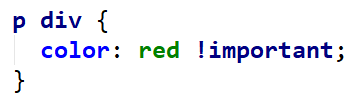 p div {
  color: red !important;
}